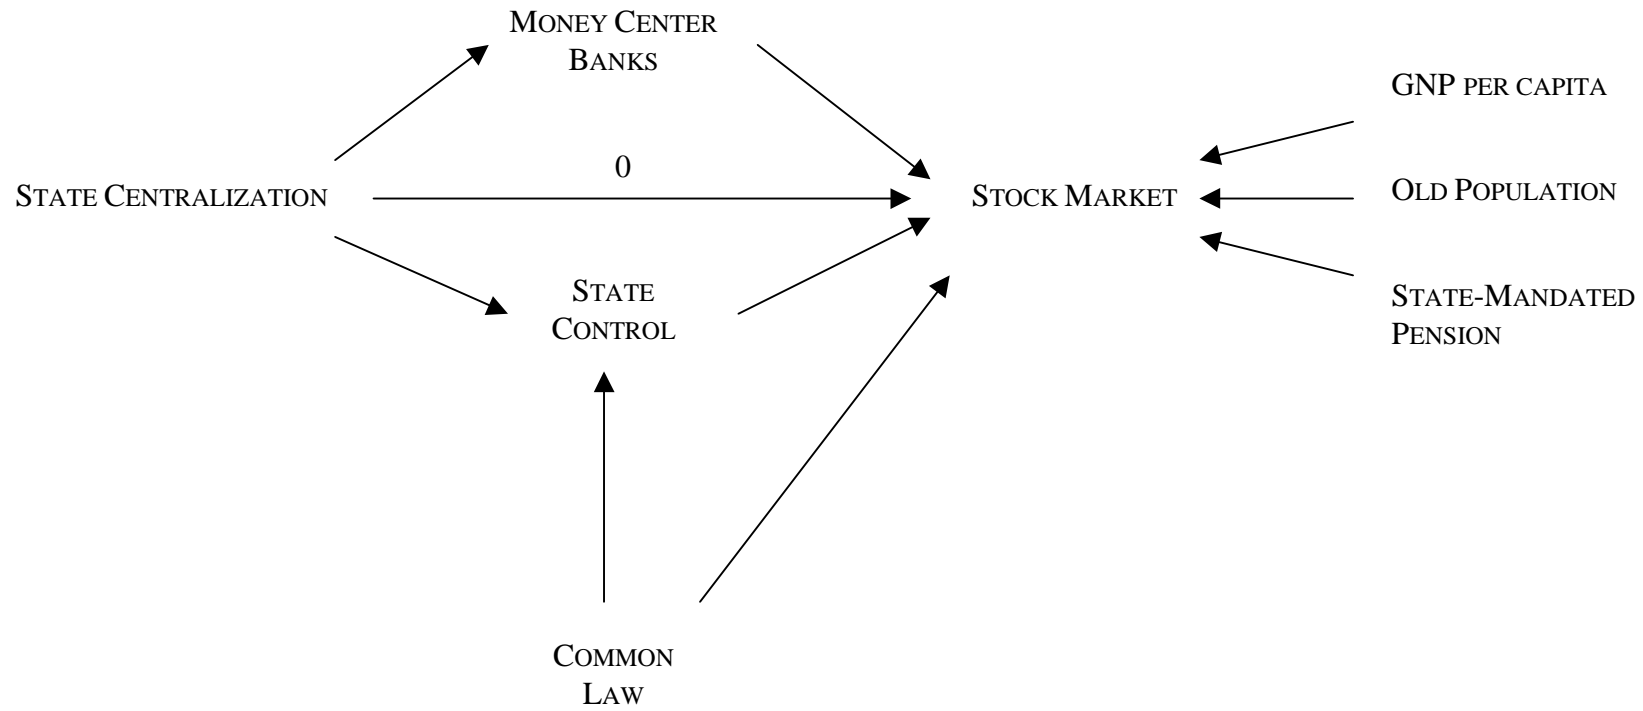 MONEY CENTER
BANKS
GNP PER CAPITA
0
STATE CENTRALIZATION
STOCK MARKET
OLD POPULATION
STATE
CONTROL
STATE-MANDATED
PENSION
COMMON
LAW